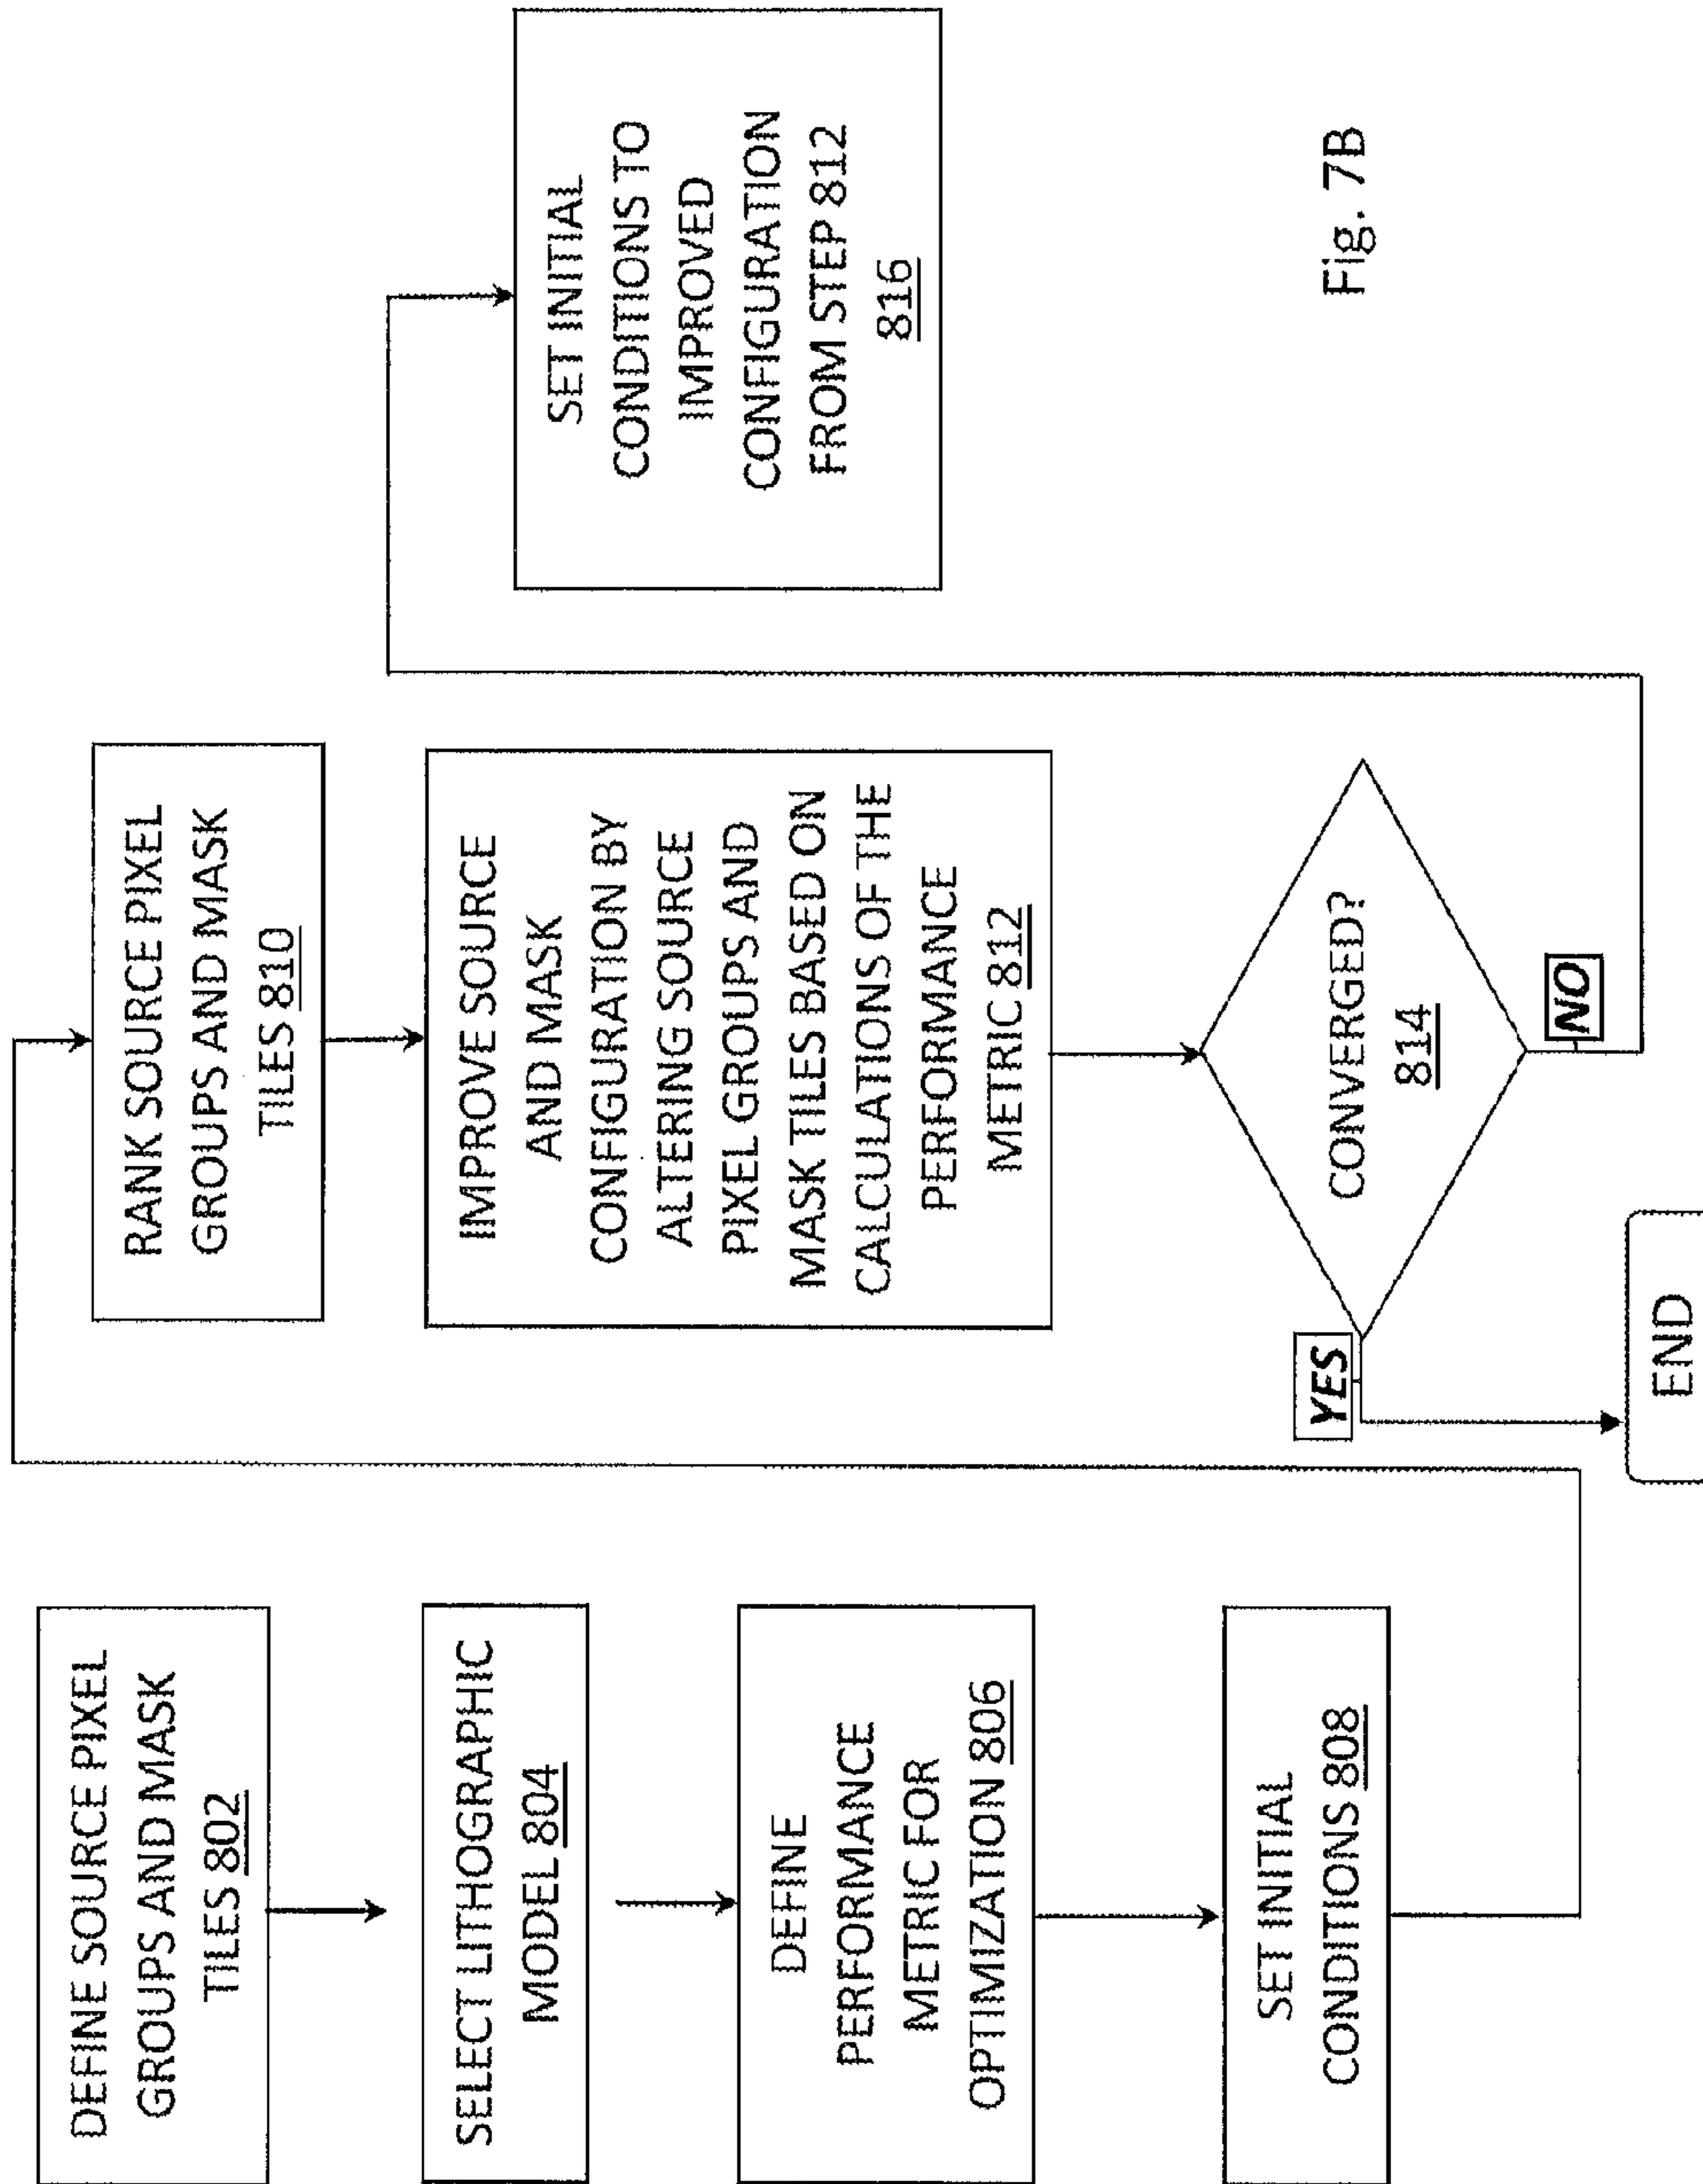 DEFINE SOURCE PIXEL
GROUPS AND MASK
TILES 802
SELECT LITHOGRAPHIC
MODEL 804
DEFINE
PERFORMANCE
METRIC FOR
OPTIMIZATION 806
SET INITIAL
CONDITIONS 808
RANK SOURCE PIXEL
GROUPS AND MASK
TILES 810
IMPROVE SOURCE
AND MASK
CONFIGURATION BY
ALTERING SOURCE
PIXEL GROUPS AND
MASK TILES BASED ON
CALCULATIONS OF THE
PERFORMANCE
METRIC 812
CONVERGED?
814
YES
NO
END
SET INITIAL
CONDITIONS TO
IMPROVED
CONFIGURATION
FROM STEP 812
816
Fig. 7B